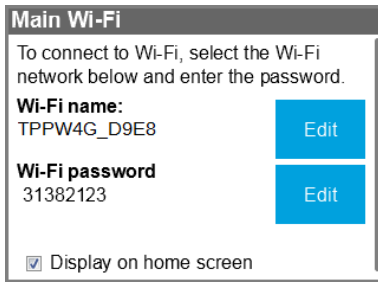 Main Wi-Fi
To connect to Wi-Fi, select the Wi-Fi
network below and enter the password.
Wi-Fi name:
TPPW4G_D9E8
Edit
Wi-Fi password
31382123
Edit
Display on home screen